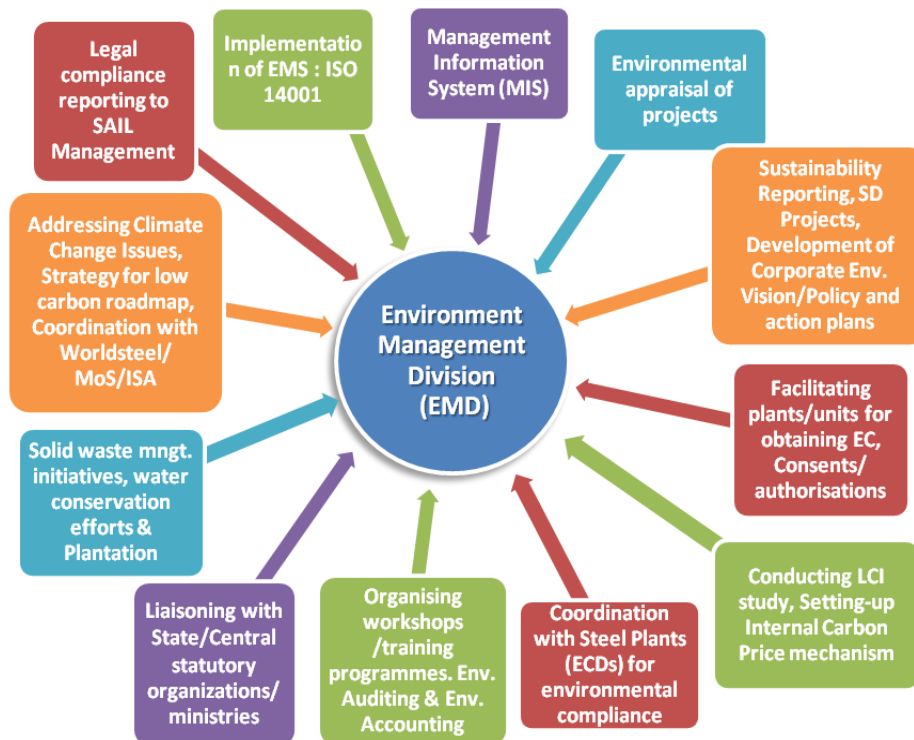 Legal
compliance
reporting to
SAIL
Management
Implementatio
n of EMS : ISO
14001
Management
Information
System (MIS)
Environmental
appraisal of
projects
Sustainability
Reporting, SD
Projects,
Development of
Corporate Env.
Vision/Policy and
action plans
Facilitating
plants/units for
obtaining EC,
Consents/
authorisations
Conducting LCI
study, Setting-up
Internal Carbon
Price mechanism
Coordination
with Steel Plants
(ECDs) for
environmental
compliance
Organising
workshops
/training
programmes. Env.
Auditing & Env.
Accounting
Liaisoning with
State/Central
statutory
organizations/
ministries
Solid waste mngt.
initiatives, water
conservation
efforts &
Plantation
Addressing Climate
Change Issues,
Strategy for low
carbon roadmap,
Coordination with
Worldsteel/
MoS/ISA
Environment
Management
Division
(EMD)